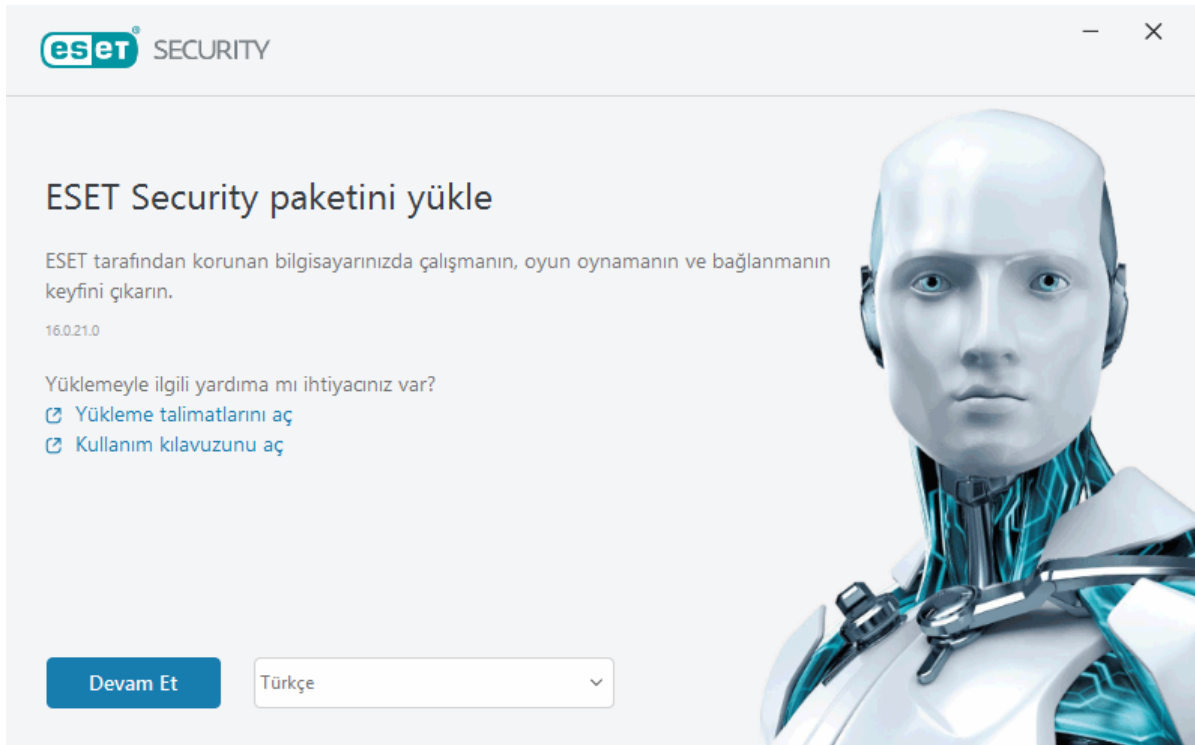 eset® SECURITY
ESET Security paketini yükle
ESET tarafından korunan bilgisayarınızda çalışmanın, oyun oynamanın ve bağlanmanın
keyfini çıkarın.
16.0.21.0
Yüklemeyle ilgili yardıma mı ihtiyacınız var?
Yükleme talimatlarını aç
Kullanım kılavuzunu aç
Devam Et
Türkçe